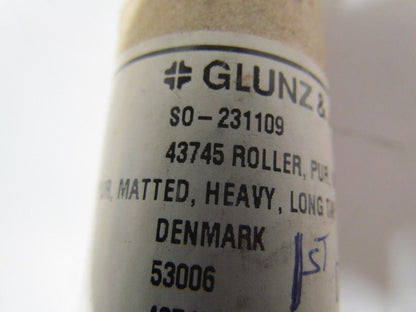 GLUNZ &
SO-231109
43745 ROLLER, PUR,
MATTED, HEAVY, LONG
DENMARK
1ST
53006